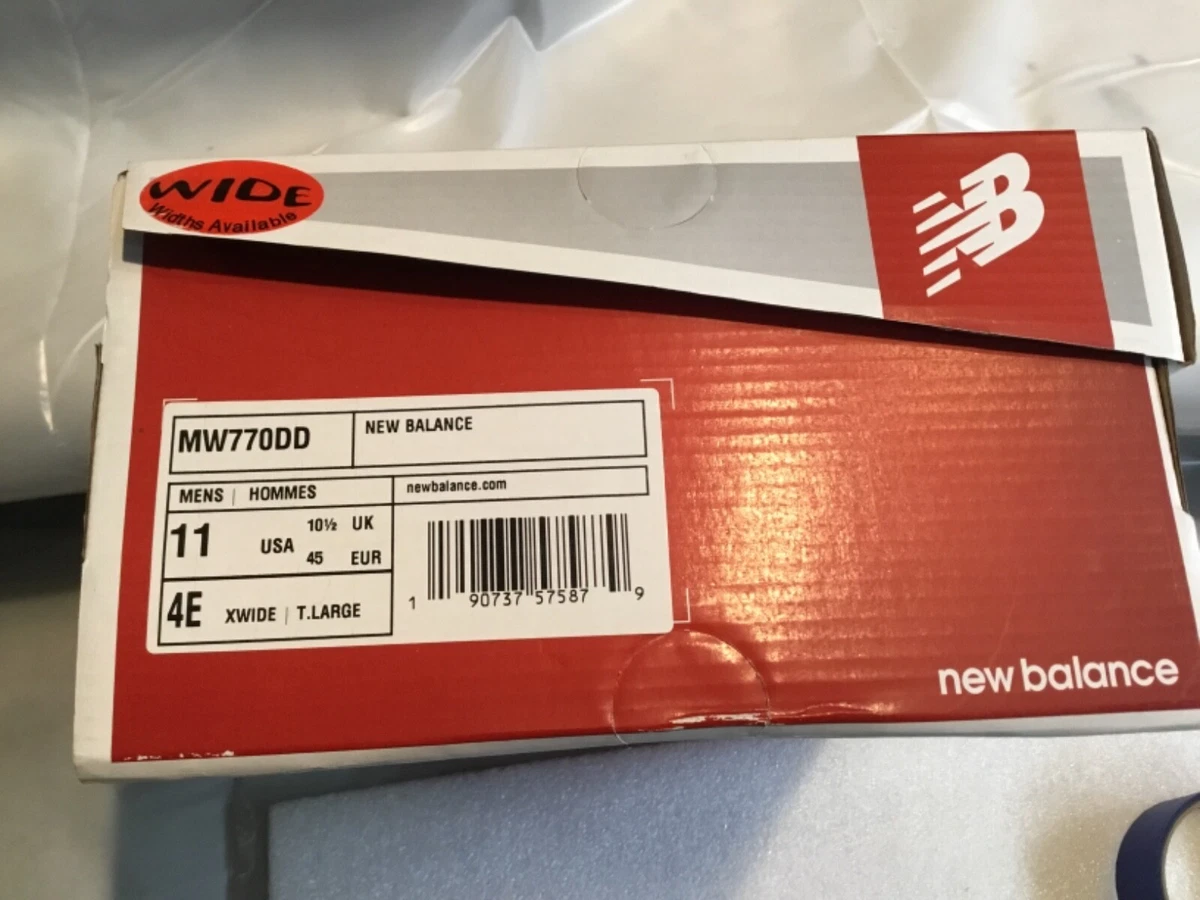 WIDE
Widths Available
NB
MW770DD
NEW BALANCE
MENS | HOMMES
newbalance.com
11 USA 10½ UK
45 EUR
4E XWIDE | T.LARGE
1 90737 57587 9
new balance